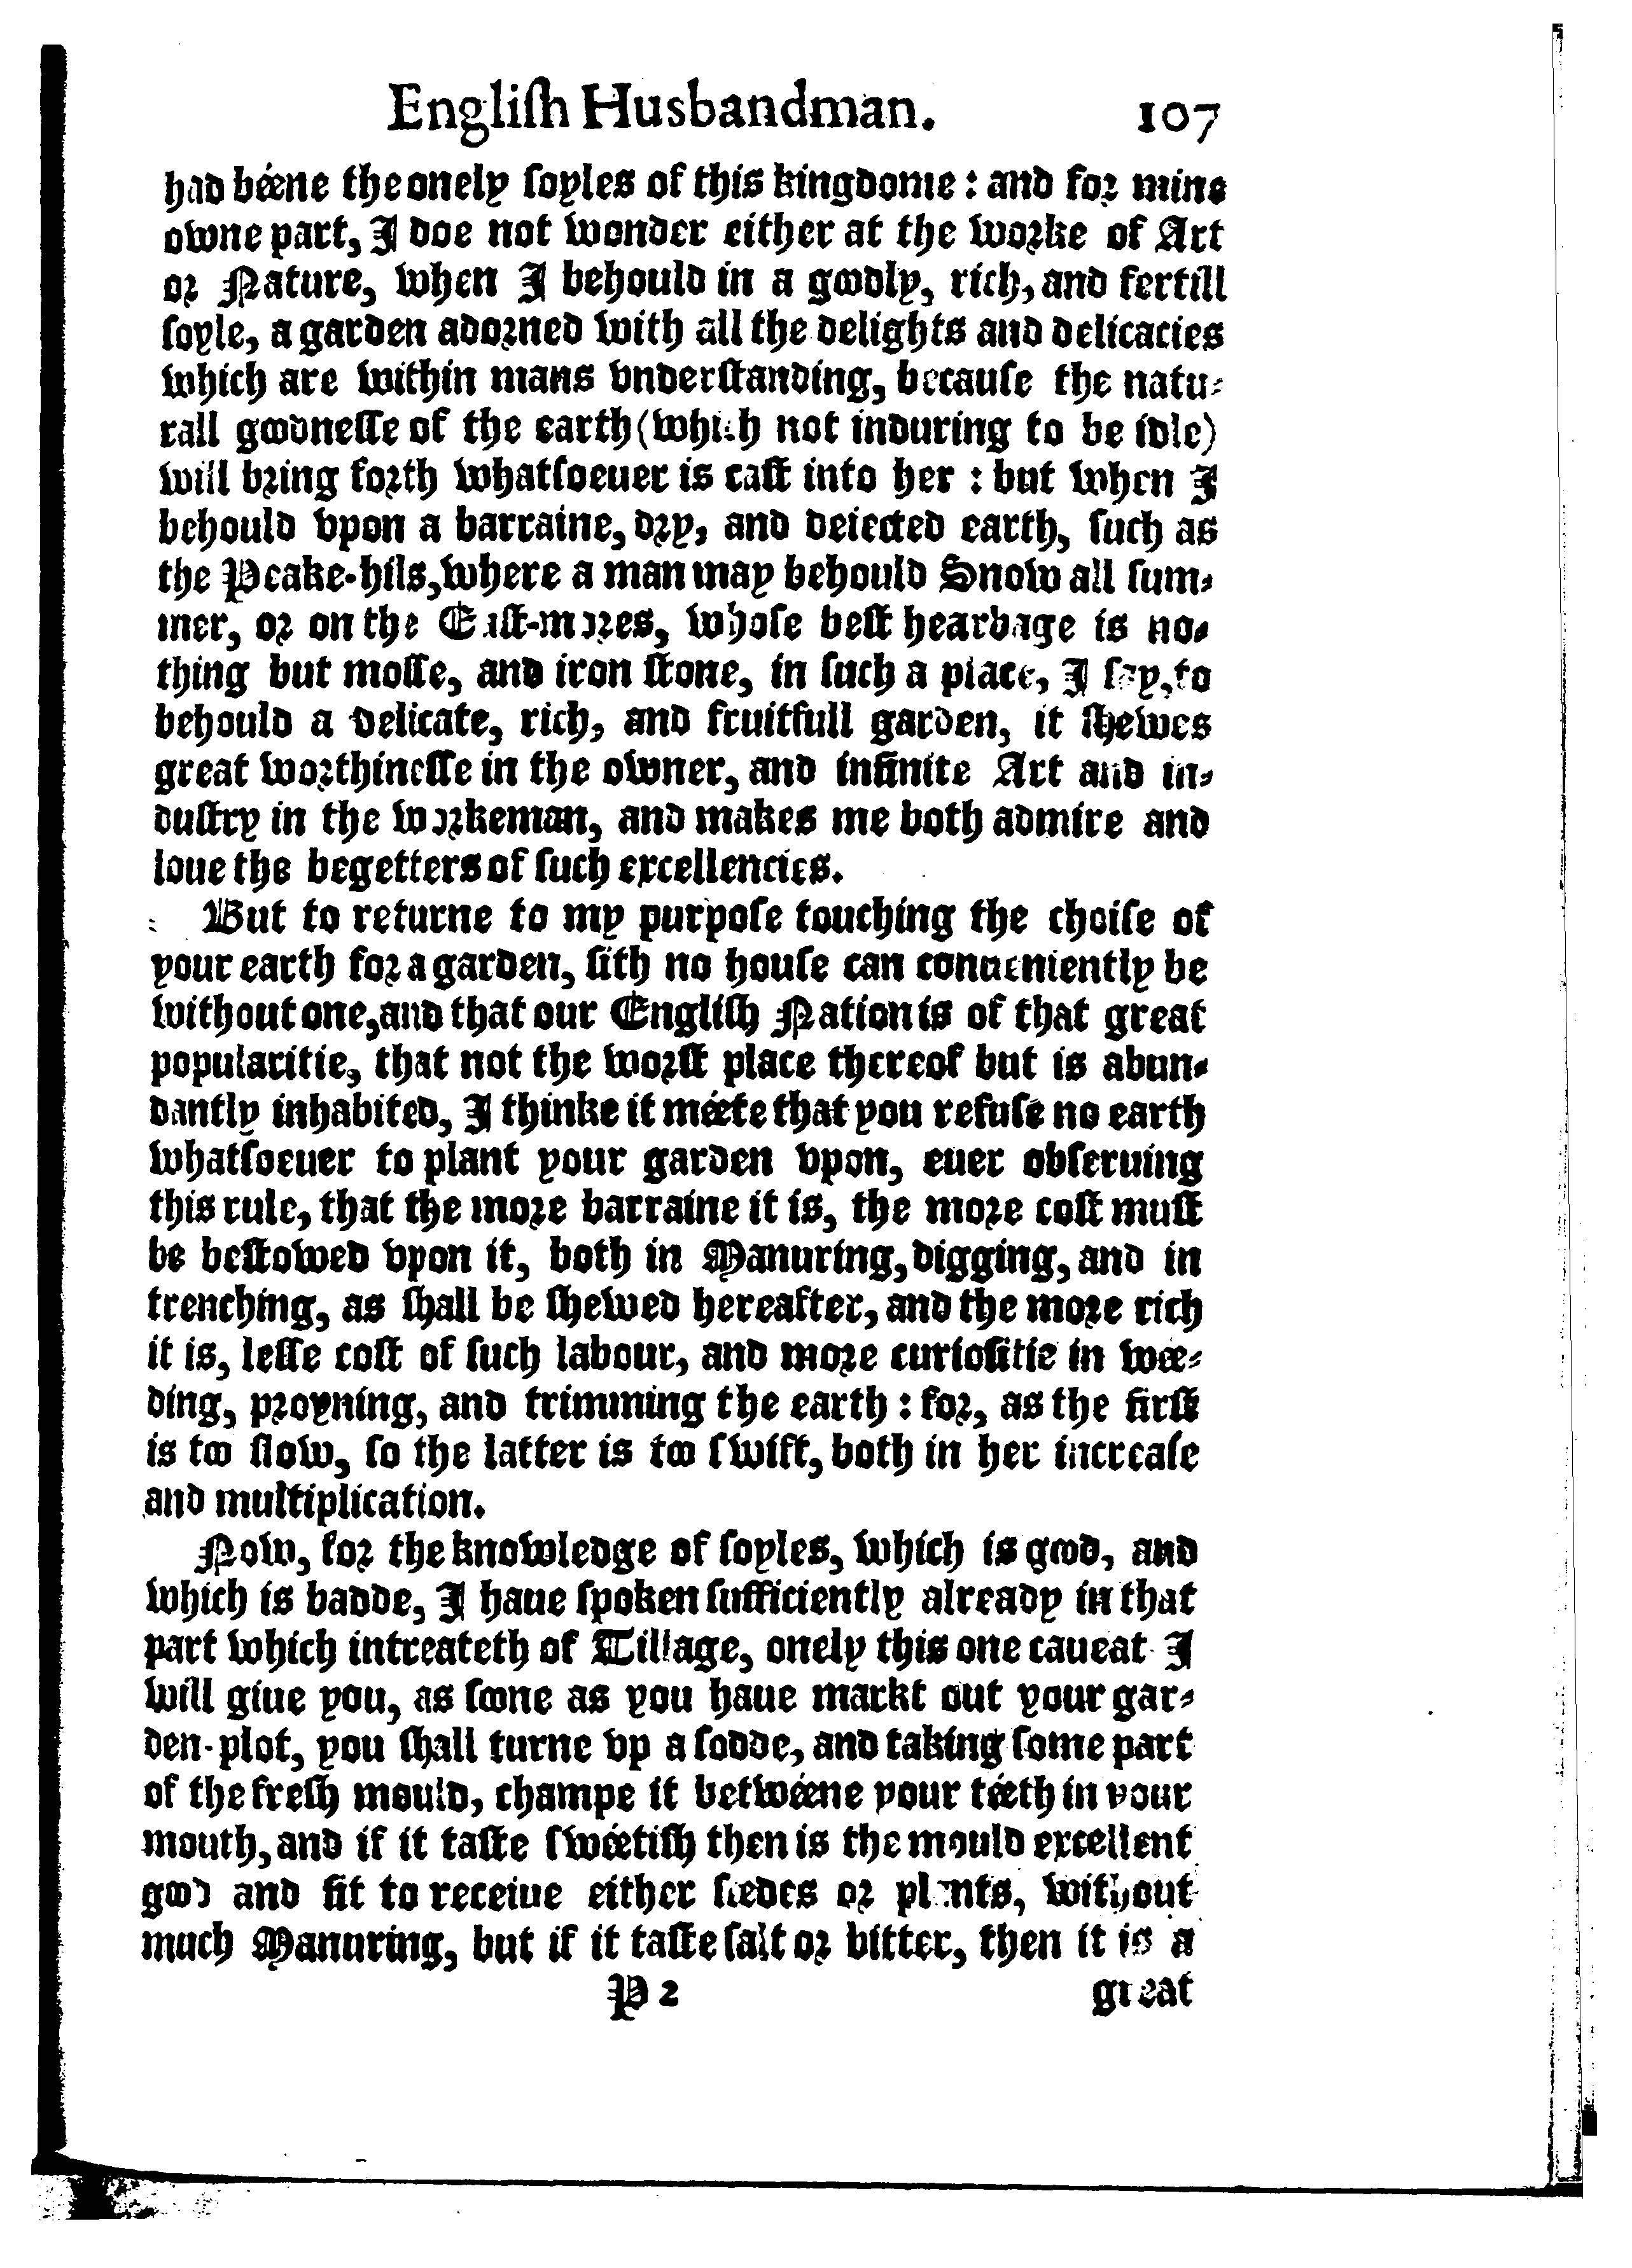 Engliſh Husbandman. 107
had béene the onely ſoyles of this kingdome: and for mine
owne part, I doe not wonder either at the worke of Art
or Nature, when I behould in a goodly, rich, and fertill
ſoyle, a garden adorned with all the delights and delicacies
which are within mans vnderſtanding, becauſe the natu-
rall goodneſſe of the earth (which not induring to be idle)
will bring forth whatſoeuer is caſt into her: but when I
behould vpon a barraine, dry, and deiected earth, ſuch as
the Peake-hils, where a man may behould Snow all ſum-
mer, or on the Eaſt-mores, whoſe beſt hearbage is no-
thing but moſſe, and iron ſtone, in ſuch a place, I ſay, to
behould a delicate, rich, and fruitfull garden, it ſhewes
great worthineſſe in the owner, and infinite Art and in-
duſtry in the workeman, and makes me both admire and
loue the begetters of ſuch excellencies.
But to returne to my purpoſe touching the choiſe of
your earth for a garden, ſith no houſe can conueniently be
without one, and that our Engliſh Nation is of that great
popularitie, that not the worſt place thereof but is abun-
dantly inhabited, I thinke it méete that you refuſe no earth
whatſoeuer to plant your garden vpon, euer obſeruing
this rule, that the more barraine it is, the more coſt muſt
be beſtowed vpon it, both in Manuring, digging, and in
trenching, as ſhall be ſhewed hereafter, and the more rich
it is, leſſe coſt of ſuch labour, and more curioſitie in wee-
ding, proyning, and trimming the earth: for, as the firſt
is too ſlow, ſo the latter is too ſwift, both in her increaſe
and multiplication.
Now, for the knowledge of ſoyles, which is good, and
which is badde, I haue ſpoken ſufficiently already in that
part which intreateth of Tillage, onely this one caueat I
will giue you, as ſoone as you haue markt out your gar-
den-plot, you ſhall turne vp a ſodde, and taking ſome part
of the freſh mould, champe it betwéene your téeth in your
mouth, and if it taſte ſwéetiſh then is the mould excellent
good and fit to receiue either ſeedes or plants, without
much Manuring, but if it taſte ſalt or bitter, then it is a
P 2 great